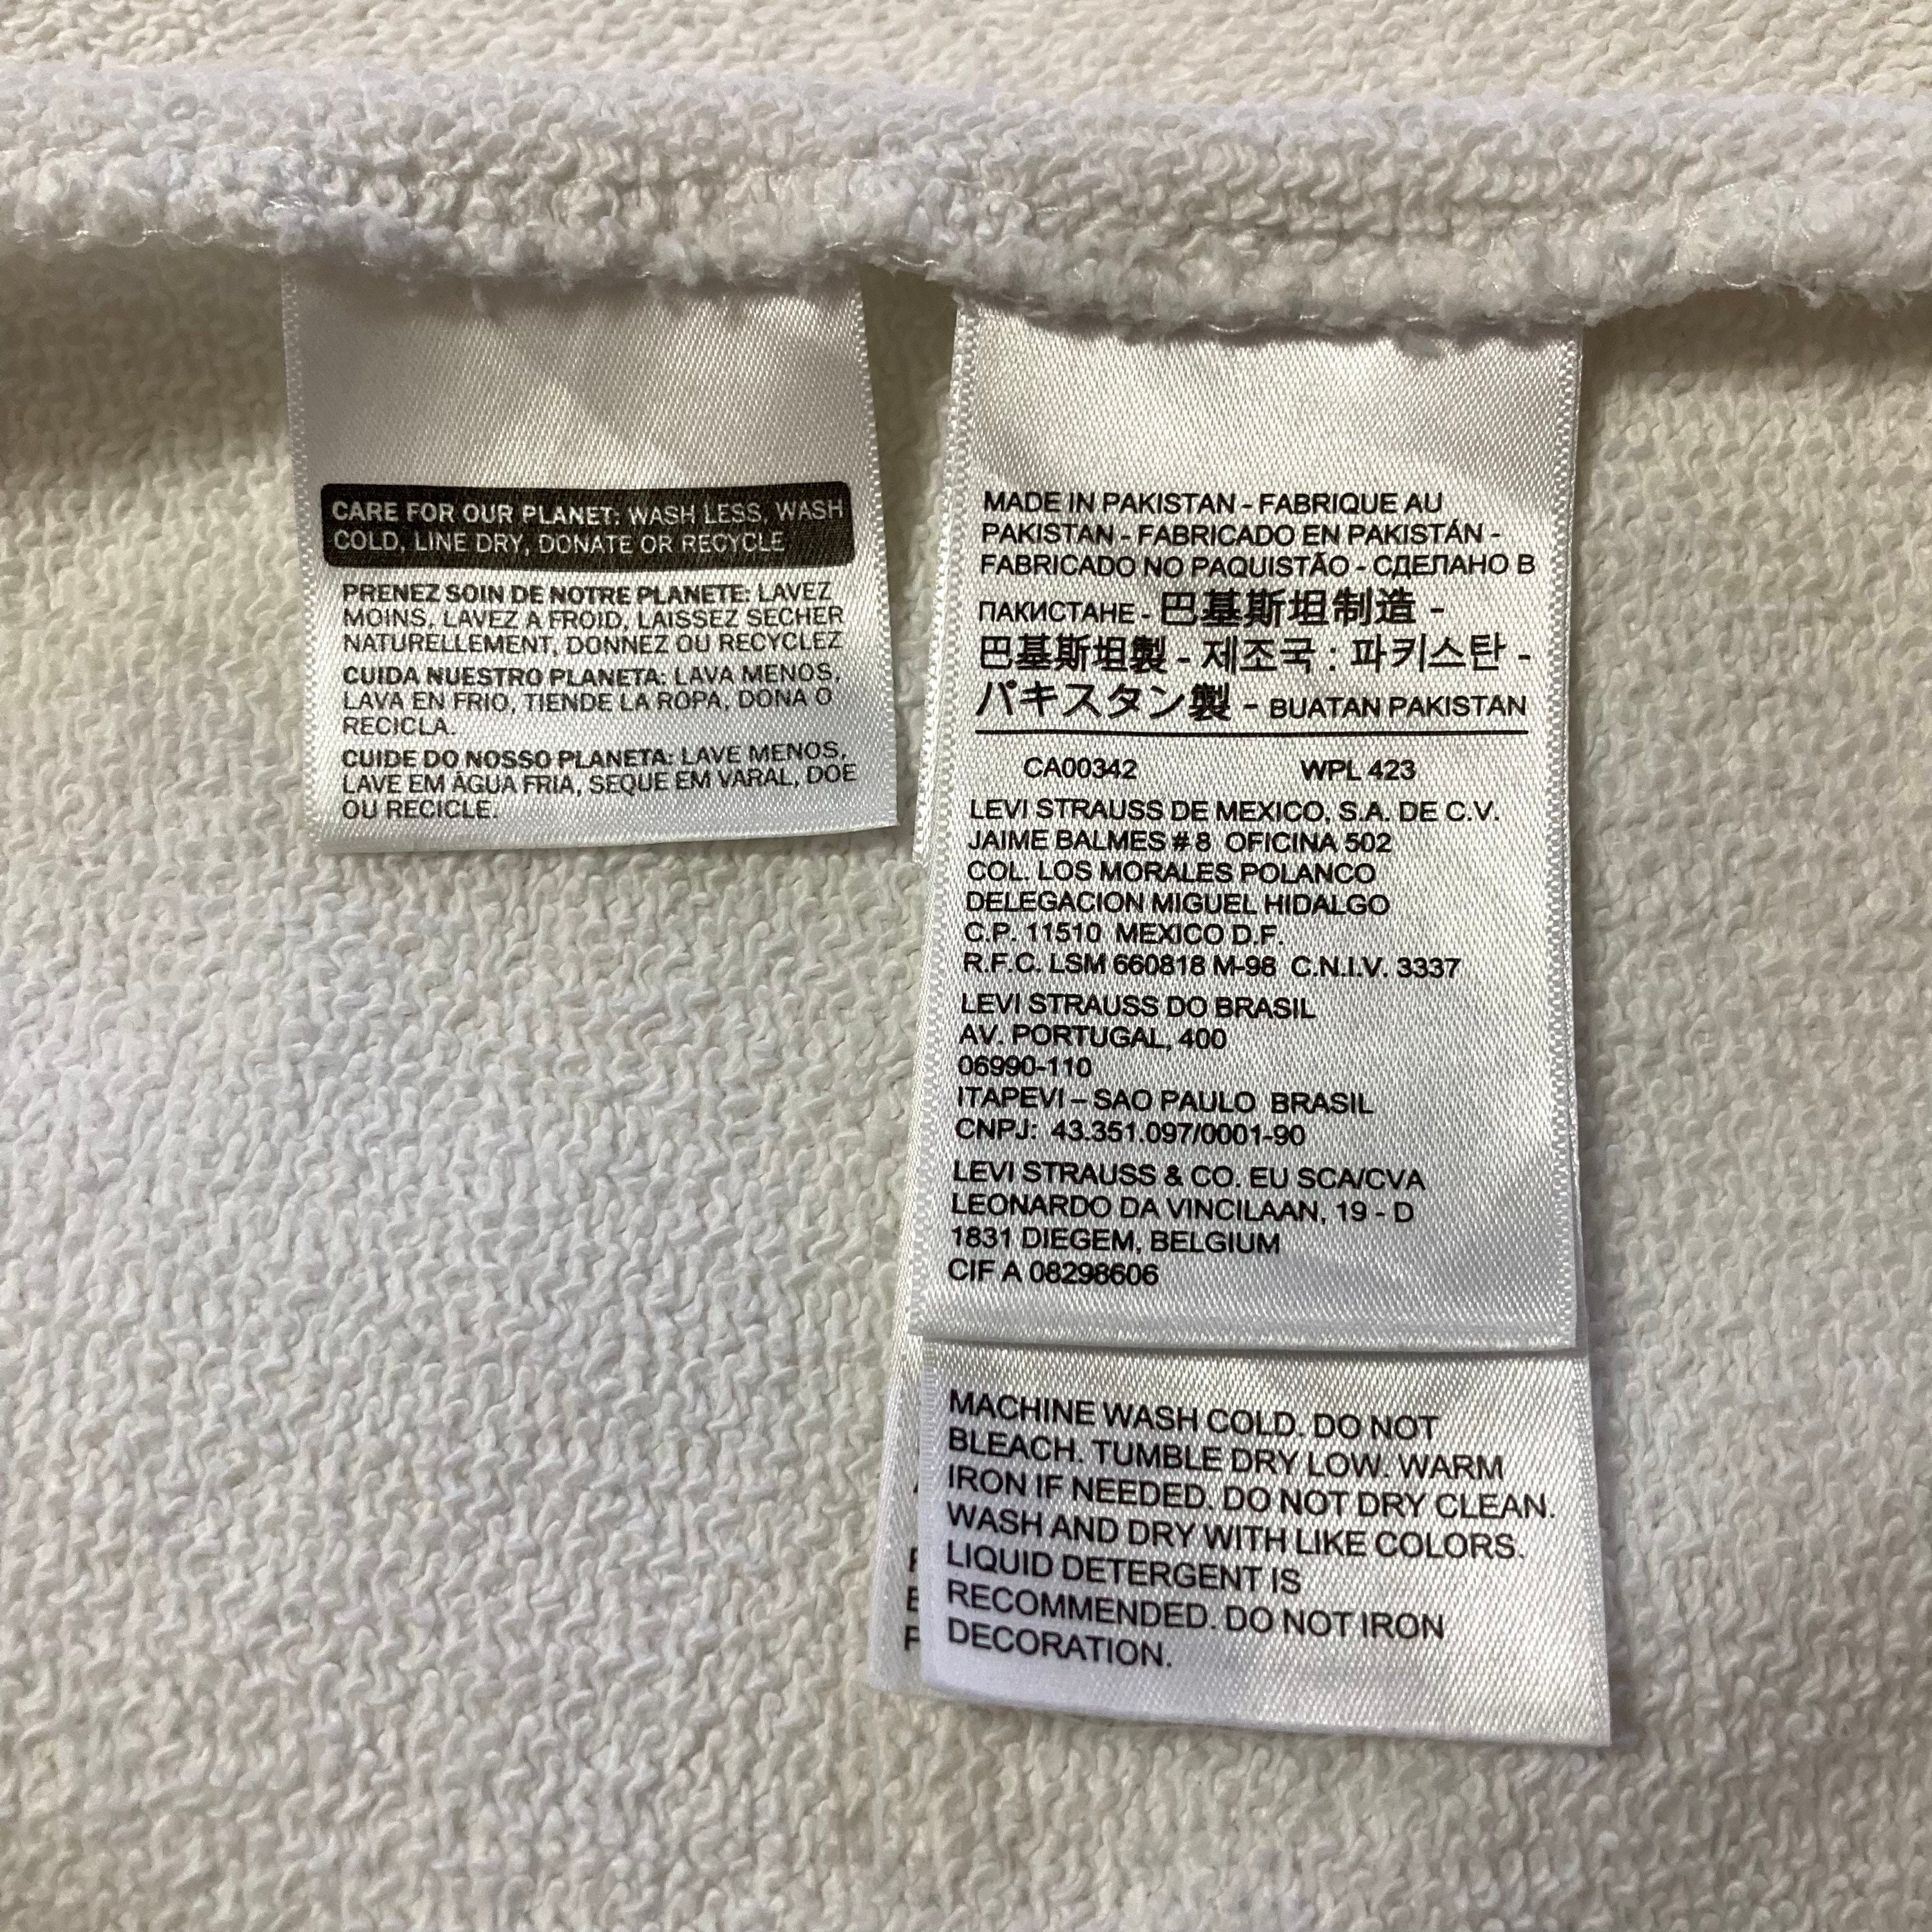 CARE FOR OUR PLANET: WASH LESS, WASH
COLD, LINE DRY, DONATE OR RECYCLE
PRENEZ SOIN DE NOTRE PLANETE: LAVEZ
MOINS, LAVEZ A FROID, LAISSEZ SECHER
NATURELLEMENT, DONNEZ OU RECYCLEZ
CUIDA NUESTRO PLANETA: LAVA MENOS,
LAVA EN FRIO, TIENDE LA ROPA, DONA O
RECICLA.
CUIDE DO NOSSO PLANETA: LAVE MENOS,
LAVE EM ÁGUA FRIA, SEQUE EM VARAL, DOE
OU RECICLE.
MADE IN PAKISTAN - FABRIQUE AU
PAKISTAN - FABRICADO EN PAKISTÁN -
FABRICADO NO PAQUISTÃO - СДЕЛАНО В
ПАКИСТАНЕ - 巴基斯坦制造 -
巴基斯坦製 - 제조국 : 파키스탄 -
パキスタン製 - BUATAN PAKISTAN
CA00342 WPL 423
LEVI STRAUSS DE MEXICO, S.A. DE C.V.
JAIME BALMES # 8 OFICINA 502
COL. LOS MORALES POLANCO
DELEGACION MIGUEL HIDALGO
C.P. 11510 MEXICO D.F.
R.F.C. LSM 660818 M-98 C.N.I.V. 3337
LEVI STRAUSS DO BRASIL
AV. PORTUGAL, 400
06990-110
ITAPEVI – SAO PAULO BRASIL
CNPJ: 43.351.097/0001-90
LEVI STRAUSS & CO. EU SCA/CVA
LEONARDO DA VINCILAAN, 19 - D
1831 DIEGEM, BELGIUM
CIF A 08298606
MACHINE WASH COLD. DO NOT
BLEACH. TUMBLE DRY LOW. WARM
IRON IF NEEDED. DO NOT DRY CLEAN.
WASH AND DRY WITH LIKE COLORS.
LIQUID DETERGENT IS
RECOMMENDED. DO NOT IRON
DECORATION.